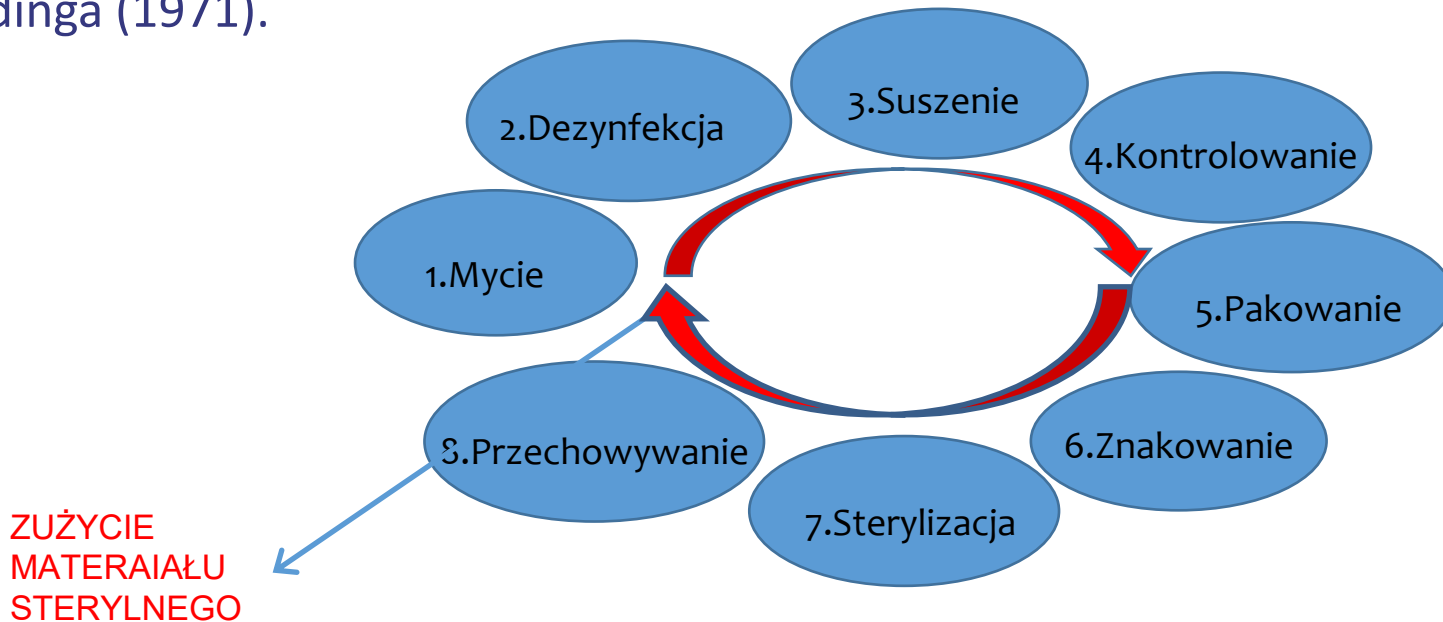 dinga (1971).
1.Mycie
2.Dezynfekcja
3.Suszenie
4.Kontrolowanie
5.Pakowanie
6.Znakowanie
7.Sterylizacja
8.Przechowywanie
ZUŻYCIE
MATERAIAŁU
STERYLNEGO